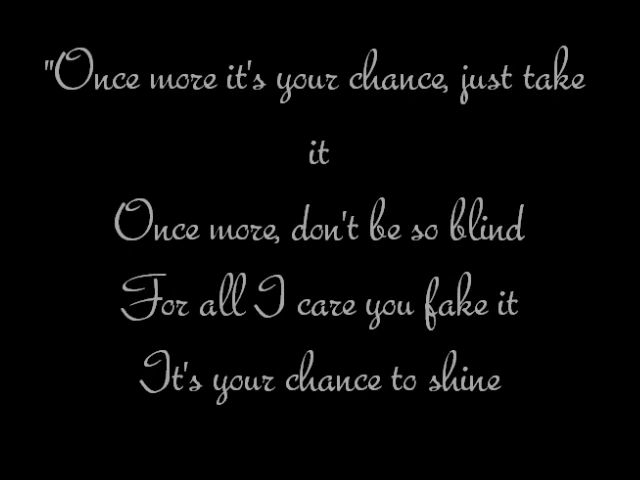 "Once more it's your chance, just take
it
Once more, don't be so blind
For all I care you fake it
It's your chance to shine